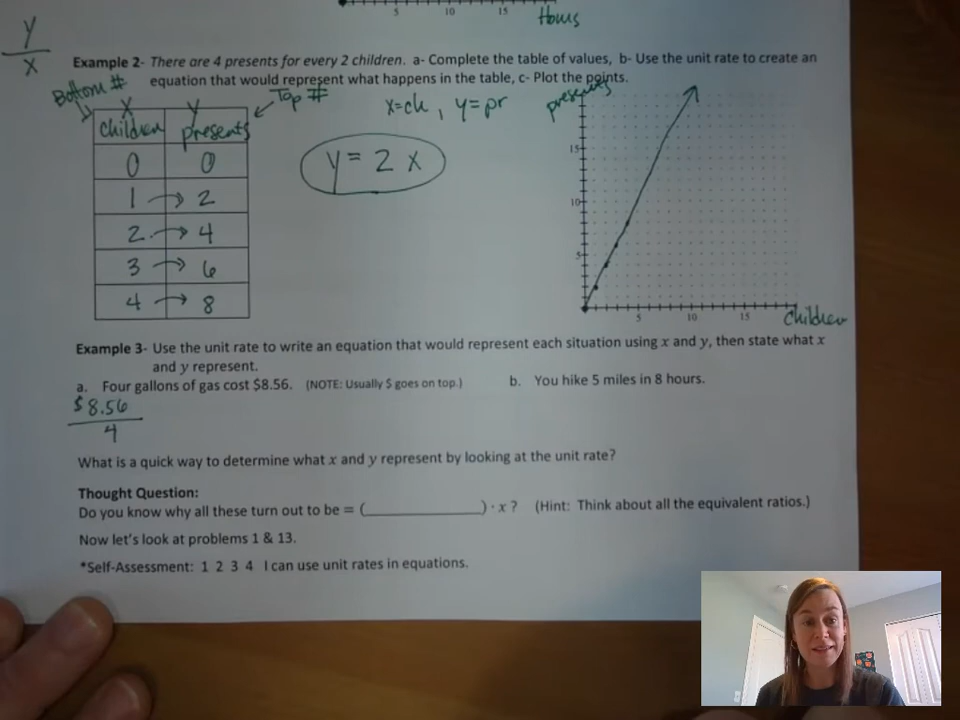 5 10 15 Hours
y
x
Example 2- There are 4 presents for every 2 children. a- Complete the table of values, b- Use the unit rate to create an
equation that would represent what happens in the table, c- Plot the points.
Bottom # Top # x=ch, y=pr presents
x y
children presents
0 0
1 2
2 4
3 6
4 8
y = 2 x
15
10
5
5 10 15 children
Example 3- Use the unit rate to write an equation that would represent each situation using x and y, then state what x
and y represent.
a. Four gallons of gas cost $8.56. (NOTE: Usually $ goes on top.) b. You hike 5 miles in 8 hours.
$8.56
4
What is a quick way to determine what x and y represent by looking at the unit rate?
Thought Question:
Do you know why all these turn out to be = (____________) · x ? (Hint: Think about all the equivalent ratios.)
Now let's look at problems 1 & 13.
*Self-Assessment: 1 2 3 4 I can use unit rates in equations.